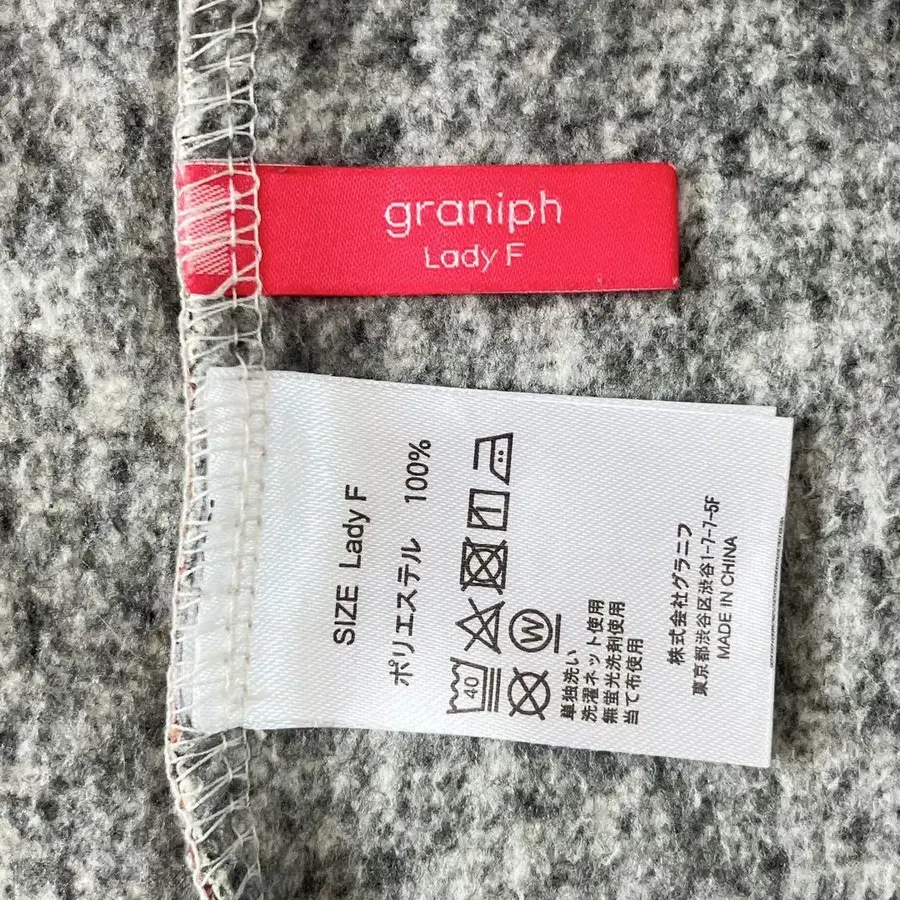 graniph
Lady F
SIZE Lady F
ポリエステル 100%
40
W
単独洗い
洗濯ネット使用
無蛍光洗剤使用
当て布使用
株式会社グラニフ
東京都渋谷区渋谷1-7-7-5F
MADE IN CHINA